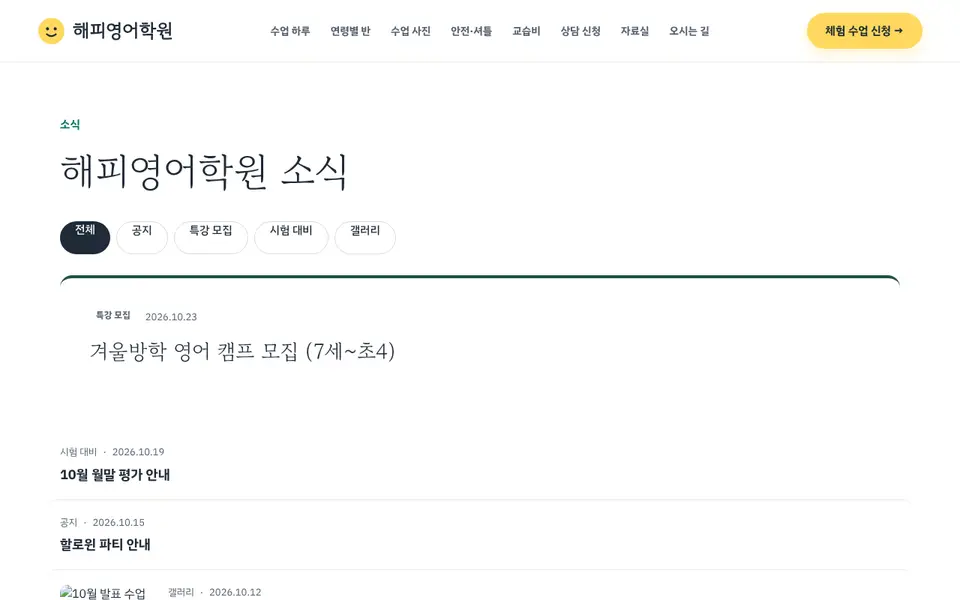 해피영어학원
수업 하루 연령별 반 수업 사진 안전·셔틀 교습비 상담 신청 자료실 오시는 길
체험 수업 신청 →
소식
해피영어학원 소식
전체 공지 특강 모집 시험 대비 갤러리
특강 모집 2026.10.23
겨울방학 영어 캠프 모집 (7세~초4)
시험 대비 · 2026.10.19
10월 월말 평가 안내
공지 · 2026.10.15
할로윈 파티 안내
10월 발표 수업 갤러리 · 2026.10.12